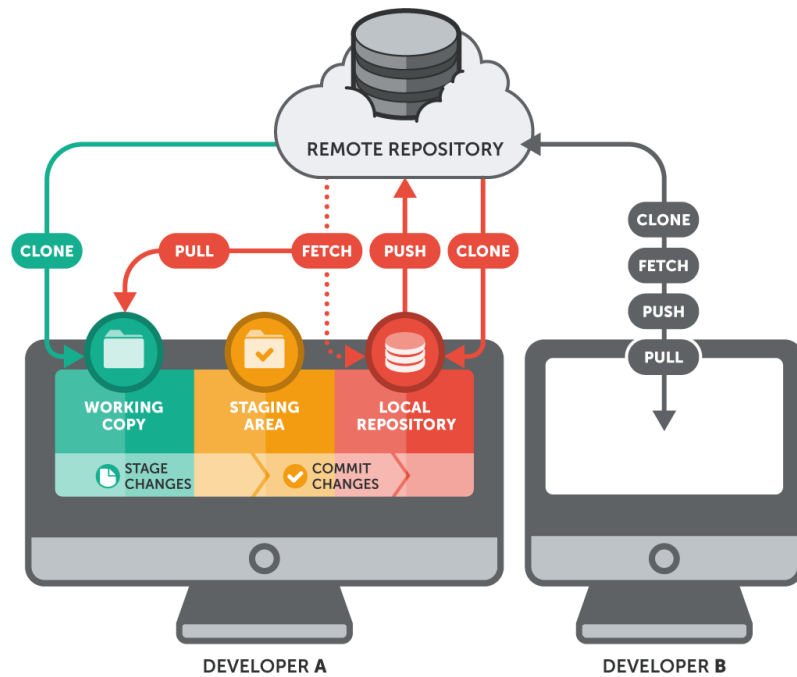 REMOTE REPOSITORY
CLONE
PULL
FETCH
PUSH
CLONE
WORKING
COPY
STAGING
AREA
LOCAL
REPOSITORY
STAGE
CHANGES
COMMIT
CHANGES
DEVELOPER A
CLONE
FETCH
PUSH
PULL
DEVELOPER B